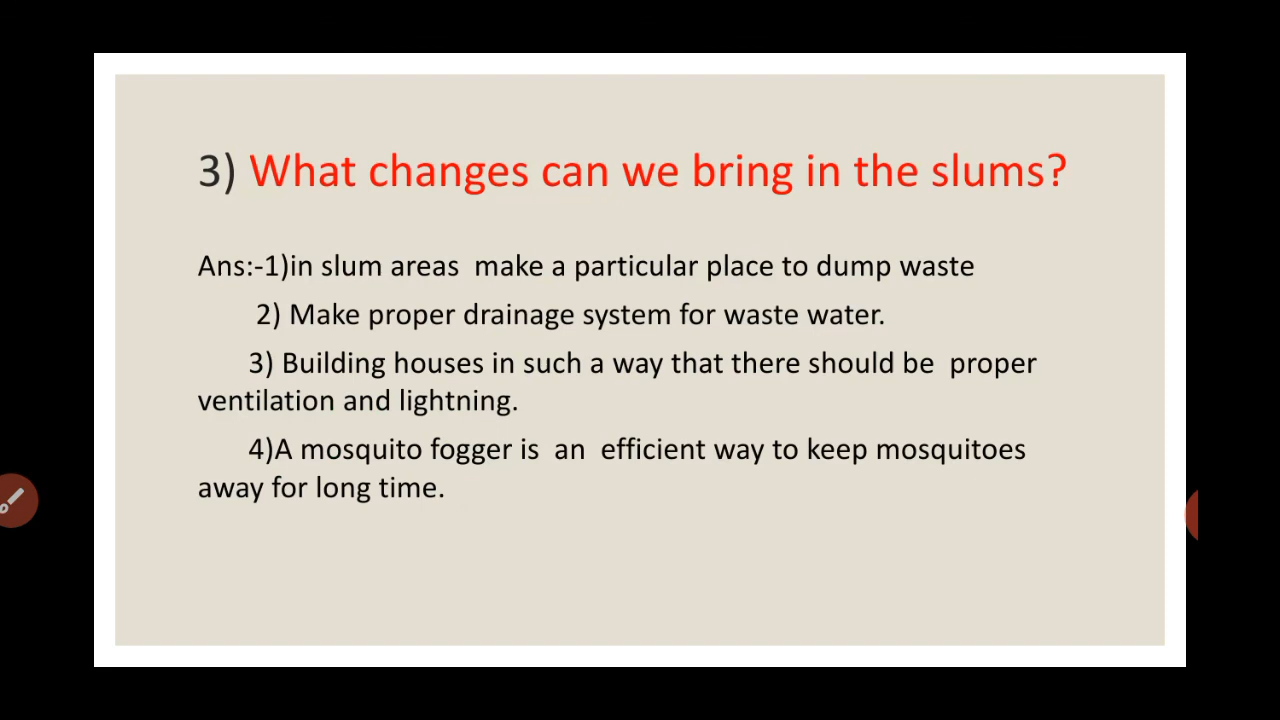 3) What changes can we bring in the slums?
Ans:-1)in slum areas  make a particular place to dump waste
2) Make proper drainage system for waste water.
3) Building houses in such a way that there should be  proper
ventilation and lightning.
4)A mosquito fogger is  an  efficient way to keep mosquitoes
away for long time.